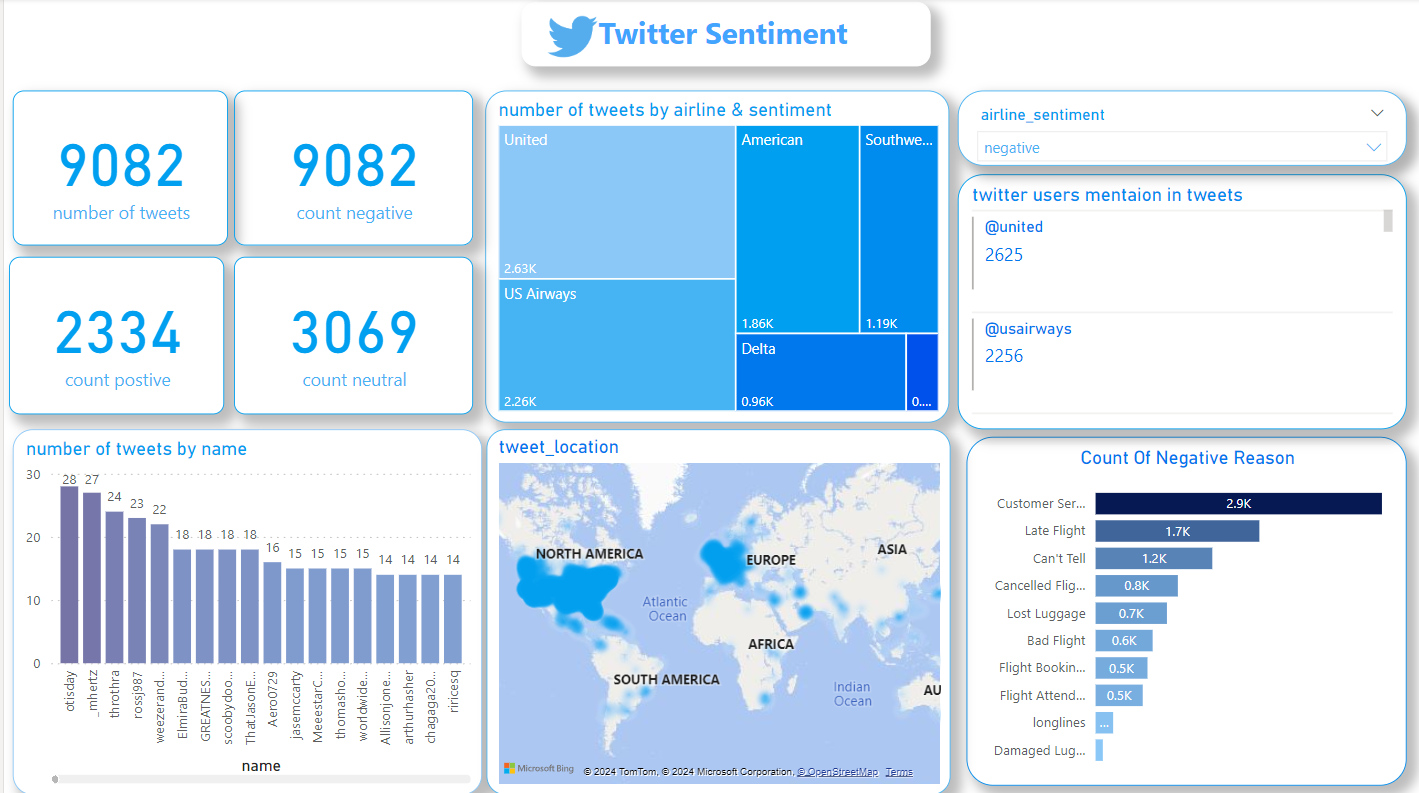 Twitter Sentiment
9082
number of tweets
9082
count negative
2334
count postive
3069
count neutral
number of tweets by airline & sentiment
United
2.63K
US Airways
2.26K
American
1.86K
Southwe...
1.19K
Delta
0.96K
0....
airline_sentiment
negative
twitter users mentaion in tweets
@united
2625
@usairways
2256
number of tweets by name
30
20
10
0
28
27
24
23
22
18
18
18
18
16
15
15
15
15
14
14
14
14
otisday
_mhertz
throthra
rossj987
weezerand...
ElmiraBud...
GREATNES...
scoobydoo...
ThatJasonE...
Aero0729
jasemccarty
MeeestarC...
thomasho...
worldwide...
Allisonjone...
arthurhasher
chagaga20...
riricesq
name
tweet_location
NORTH AMERICA
EUROPE
ASIA
Atlantic
Ocean
AFRICA
SOUTH AMERICA
Indian
Ocean
AU
Microsoft Bing
© 2024 TomTom, © 2024 Microsoft Corporation, © OpenStreetMap Terms
Count Of Negative Reason
Customer Ser... 2.9K
Late Flight 1.7K
Can't Tell 1.2K
Cancelled Flig... 0.8K
Lost Luggage 0.7K
Bad Flight 0.6K
Flight Bookin... 0.5K
Flight Attend... 0.5K
longlines ...
Damaged Lug...